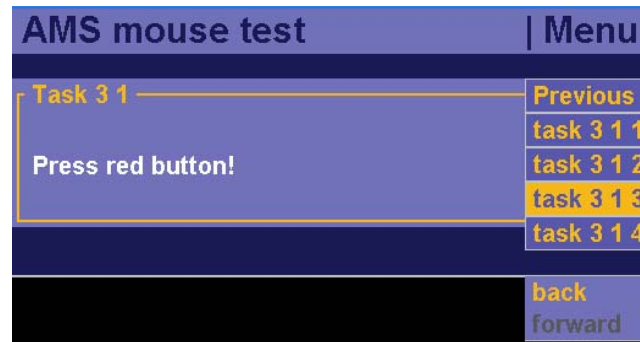 AMS mouse test | Menu
Task 3 1
Press red button!
Previous
task 3 1 1
task 3 1 2
task 3 1 3
task 3 1 4
back
forward